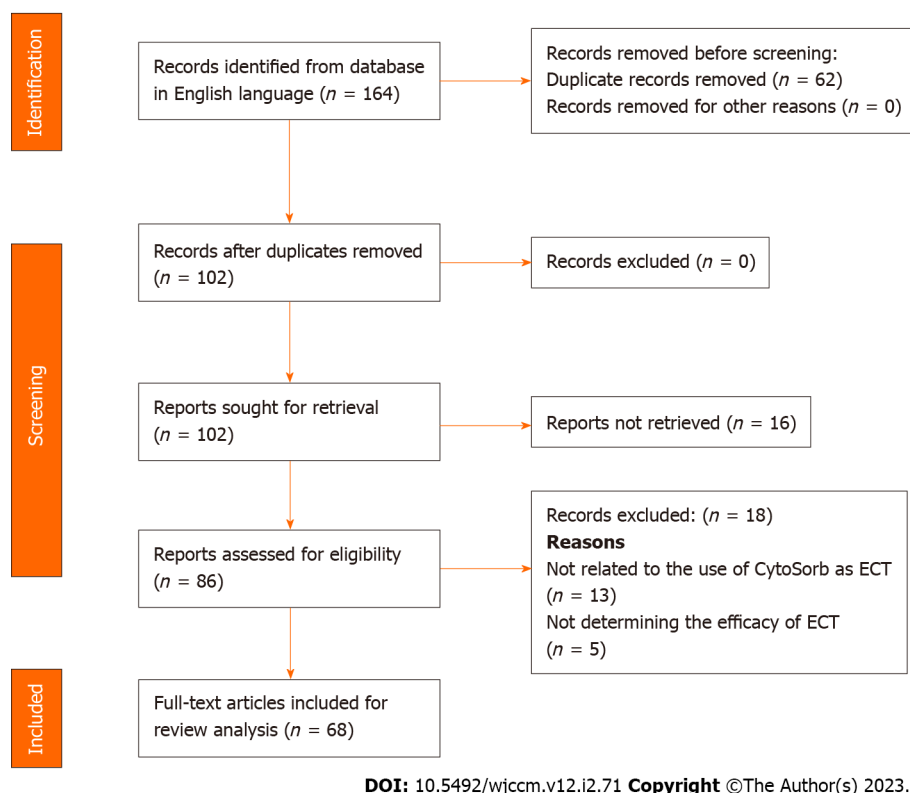 Identification
Records identified from database
in English language (n = 164)
Records removed before screening:
Duplicate records removed (n = 62)
Records removed for other reasons (n = 0)
Screening
Records after duplicates removed
(n = 102)
Records excluded (n = 0)
Reports sought for retrieval
(n = 102)
Reports not retrieved (n = 16)
Reports assessed for eligibility
(n = 86)
Records excluded: (n = 18)
Reasons
Not related to the use of CytoSorb as ECT
(n = 13)
Not determining the efficacy of ECT
(n = 5)
Included
Full-text articles included for
review analysis (n = 68)
DOI: 10.5492/wjccm.v12.i2.71 Copyright ©The Author(s) 2023.